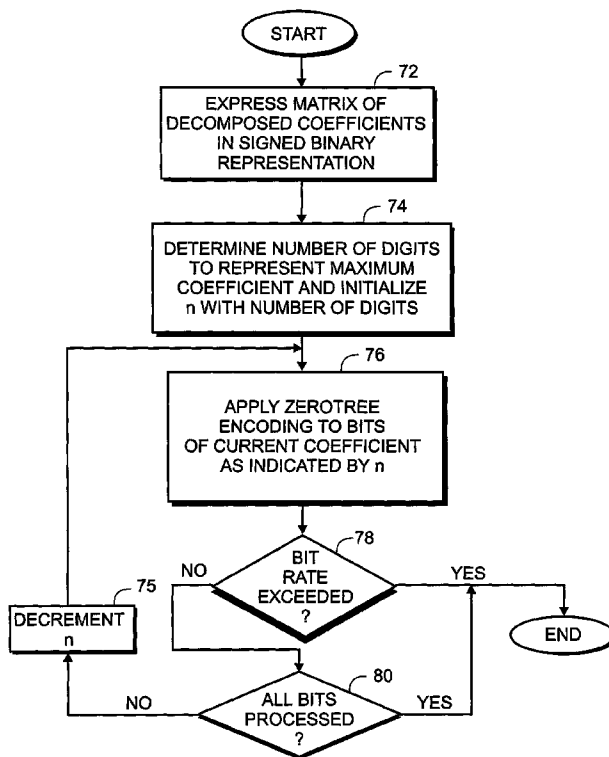 START
72
EXPRESS MATRIX OF
DECOMPOSED COEFFICIENTS
IN SIGNED BINARY
REPRESENTATION
74
DETERMINE NUMBER OF DIGITS
TO REPRESENT MAXIMUM
COEFFICIENT AND INITIALIZE
n WITH NUMBER OF DIGITS
76
APPLY ZEROTREE
ENCODING TO BITS
OF CURRENT COEFFICIENT
AS INDICATED BY n
78
NO
BIT
RATE
EXCEEDED
?
YES
75
DECREMENT
n
END
80
NO
ALL BITS
PROCESSED
?
YES